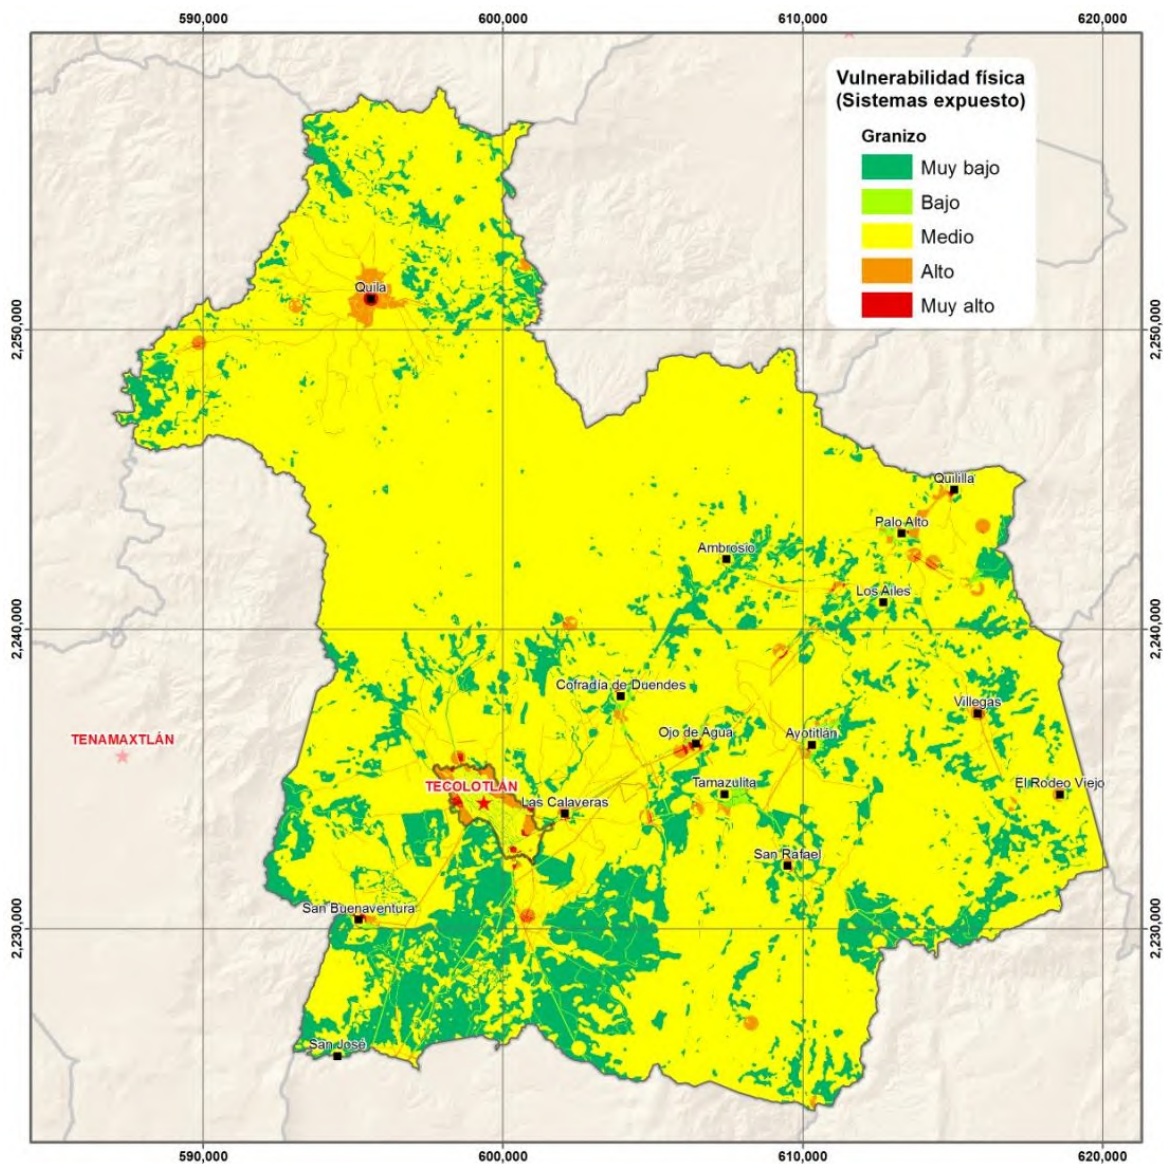 590,000
600,000
610,000
620,000
Vulnerabilidad física
(Sistemas expuesto)
Granizo
Muy bajo
Bajo
Medio
Alto
Muy alto
Quila
2,250,000
2,250,000
Quililla
Palo Alto
Ambrosio
Los Ailes
2,240,000
2,240,000
Cofradía de Duendes
Villegas
Ojo de Agua
Ayotitlán
TENAMAXTLÁN
TECOLOTLÁN
Las Calaveras
Tamazulita
El Rodeo Viejo
San Rafael
San Buenaventura
2,230,000
2,230,000
San José
590,000
600,000
610,000
620,000